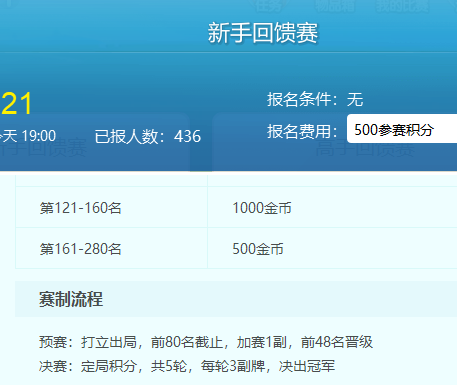 新手回馈赛
21
报名条件：无
天 19:00
已报人数：436
报名费用：
500参赛积分
第121-160名
1000金币
第161-280名
500金币
赛制流程
预赛：打立出局，前80名截止，加赛1副，前48名晋级
决赛：定局积分，共5轮，每轮3副牌，决出冠军